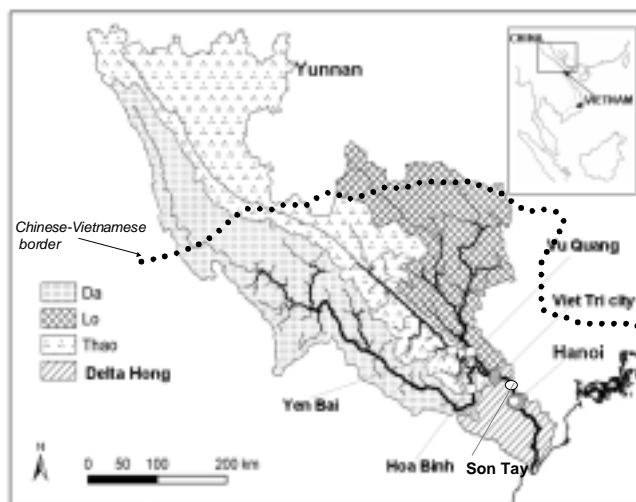 CHINA
Yunnan
VIETNAM
Chinese-Vietnamese
border
Vu Quang
Da
Viet Tri city
Lo
Thao
Hanoi
Delta Hong
Yen Bai
Hoa Binh
Son Tay
N
0 50 100 200 km